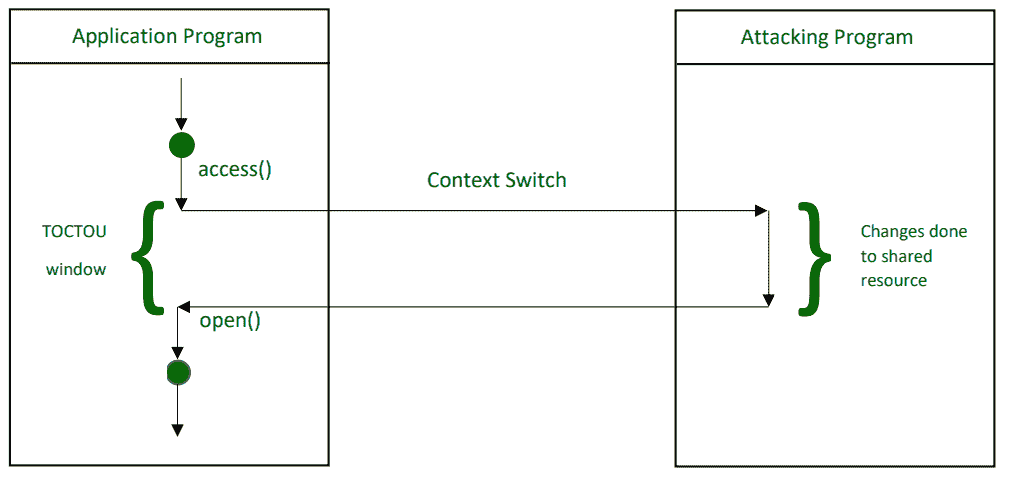 Application Program
Attacking Program
access()
Context Switch
TOCTOU
window
Changes done
to shared
resource
open()